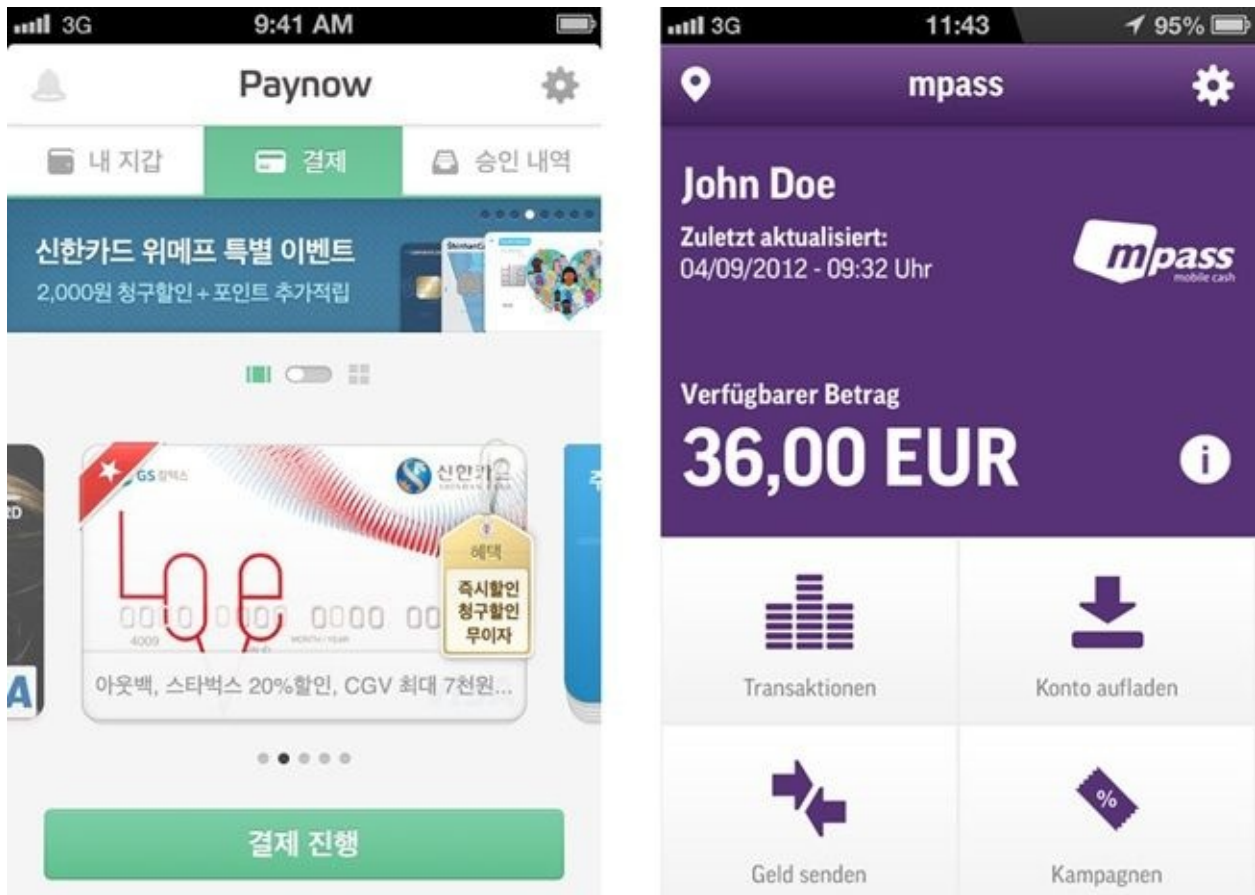 3G 9:41 AM
Paynow
내 지갑 결제 승인 내역
신한카드 위메프 특별 이벤트
2,000원 청구할인+포인트 추가적립
GS 칼텍스 신한카드
혜택
즉시할인
청구할인
무이자
4009
MONTH / YEAR
아웃백, 스타벅스 20%할인, CGV 최대 7천원...
결제 진행
3G 11:43 95%
mpass
John Doe
Zuletzt aktualisiert:
04/09/2012 - 09:32 Uhr
mpass
mobile cash
Verfügbarer Betrag
36,00 EUR
Transaktionen Konto aufladen
Geld senden Kampagnen